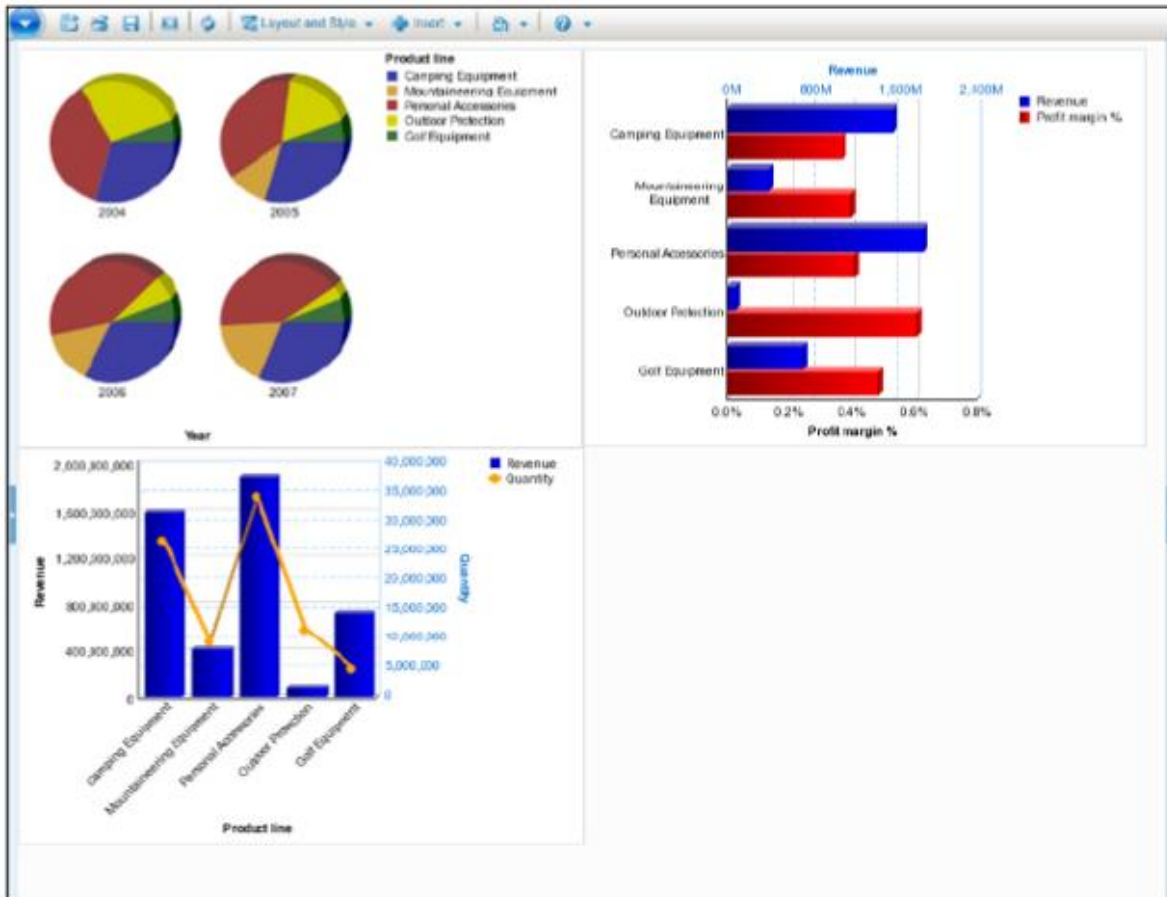 Layout and Style
Insert
Product line
Camping Equipment
Mountaineering Equipment
Personal Accessories
Outdoor Protection
Golf Equipment
2004
2005
2006
2007
Year
Revenue
0M 800M 1,600M 2,400M
Revenue
Profit margin %
Camping Equipment
Mountaineering
Equipment
Personal Accessories
Outdoor Protection
Golf Equipment
0.0% 0.2% 0.4% 0.6% 0.8%
Profit margin %
Revenue
Quantity
2,000,000,000
1,600,000,000
1,200,000,000
800,000,000
400,000,000
0
Revenue
40,000,000
35,000,000
30,000,000
25,000,000
20,000,000
15,000,000
10,000,000
5,000,000
0
Quantity
Camping Equipment
Mountaineering Equipment
Personal Accessories
Outdoor Protection
Golf Equipment
Product line